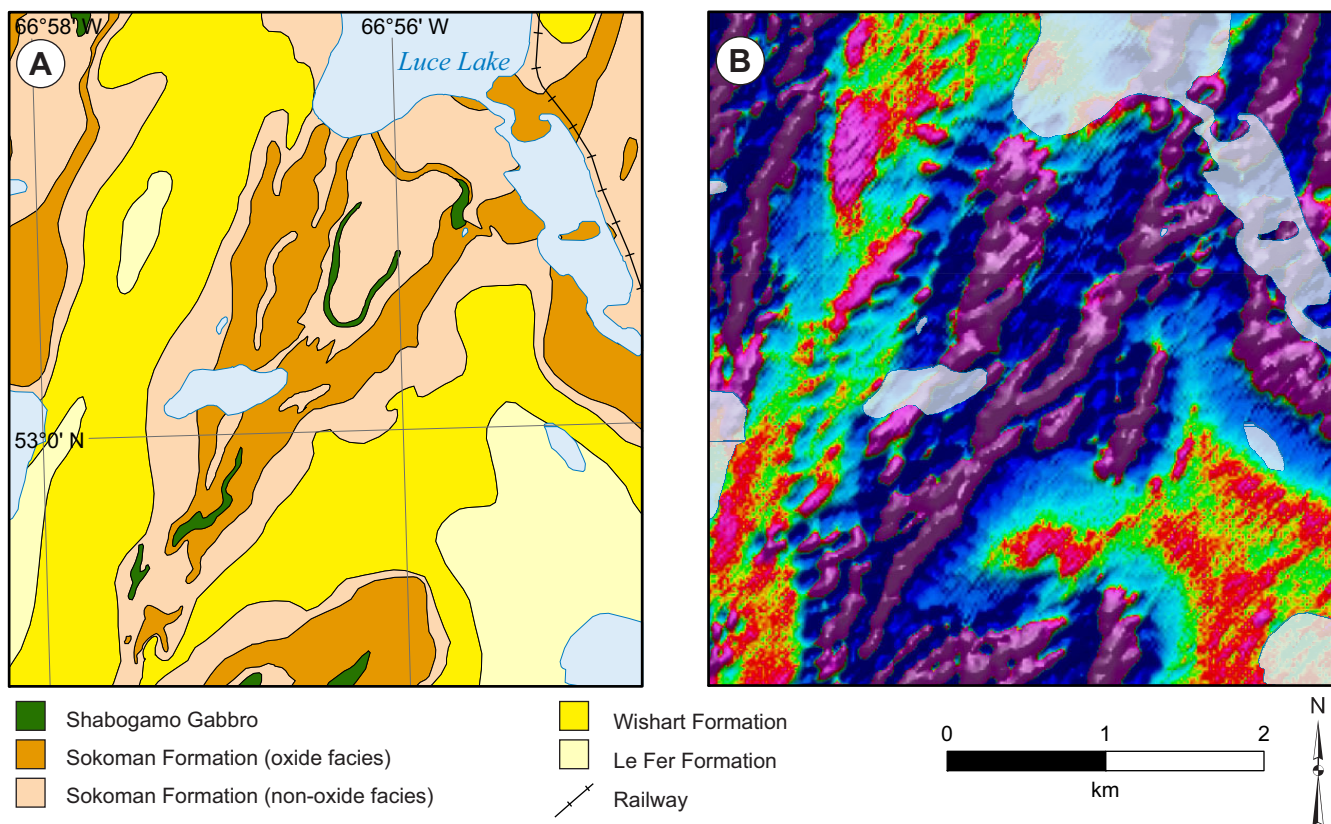 66°58' W
66°56' W
A
Luce Lake
53°0' N
B
Shabogamo Gabbro
Sokoman Formation (oxide facies)
Sokoman Formation (non-oxide facies)
Wishart Formation
Le Fer Formation
Railway
0 1 2
km
N